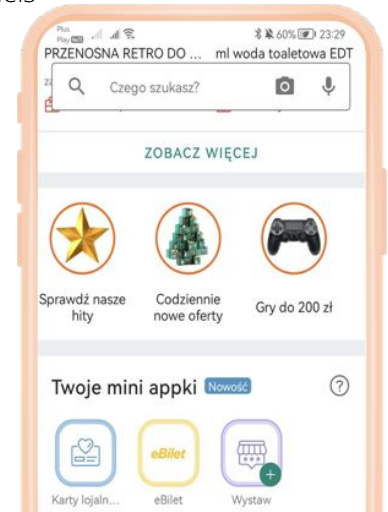 Plus
Play 60% 23:29
PRZENOSNA RETRO DO ... ml woda toaletowa EDT
Czego szukasz?
ZOBACZ WIĘCEJ
Sprawdź nasze
hity
Codziennie
nowe oferty
Gry do 200 zł
Twoje mini appki Nowość
?
Karty lojaln...
eBilet
eBilet
Wystaw